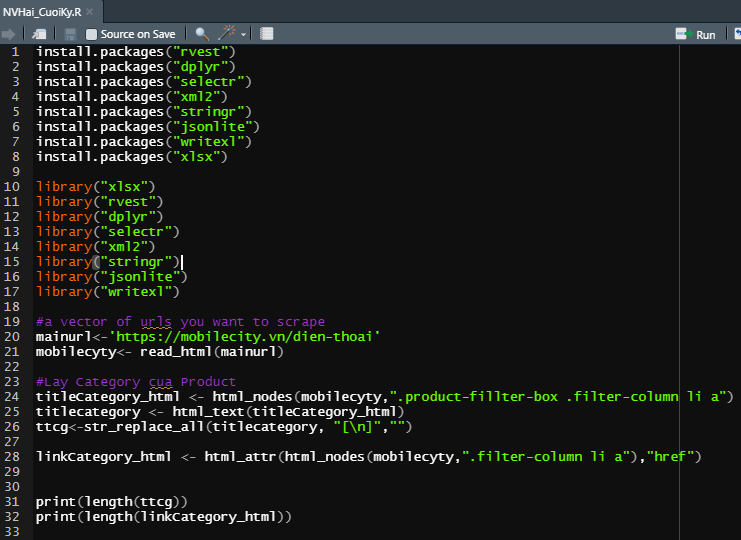 NVHai_CuoiKy.R
Source on Save
Run
1 install.packages("rvest")
2 install.packages("dplyr")
3 install.packages("selectr")
4 install.packages("xml2")
5 install.packages("stringr")
6 install.packages("jsonlite")
7 install.packages("writexl")
8 install.packages("xlsx")
9
10 library("xlsx")
11 library("rvest")
12 library("dplyr")
13 library("selectr")
14 library("xml2")
15 library("stringr")
16 library("jsonlite")
17 library("writexl")
18
19 #a vector of urls you want to scrape
20 mainurl<-'https://mobilecity.vn/dien-thoai'
21 mobilecyty<- read_html(mainurl)
22
23 #Lay Category cua Product
24 titleCategory_html <- html_nodes(mobilecyty,".product-fillter-box .filter-column li a")
25 titlecategory <- html_text(titleCategory_html)
26 ttcg<-str_replace_all(titlecategory, "[\n]","")
27
28 linkCategory_html <- html_attr(html_nodes(mobilecyty,".filter-column li a"),"href")
29
30
31 print(length(ttcg))
32 print(length(linkCategory_html))
33